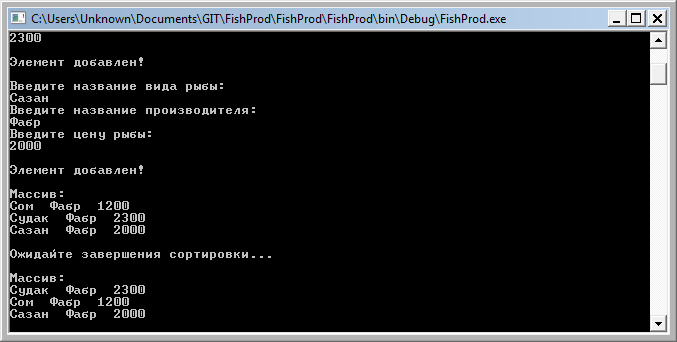 C:\Users\Unknown\Documents\GIT\FishProd\FishProd\FishProd\bin\Debug\FishProd.exe
2300
Элемент добавлен!
Введите название вида рыбы:
Сазан
Введите название производителя:
Фабр
Введите цену рыбы:
2000
Элемент добавлен!
Массив:
Сом Фабр 1200
Судак Фабр 2300
Сазан Фабр 2000
Ожидайте завершения сортировки...
Массив:
Судак Фабр 2300
Сом Фабр 1200
Сазан Фабр 2000